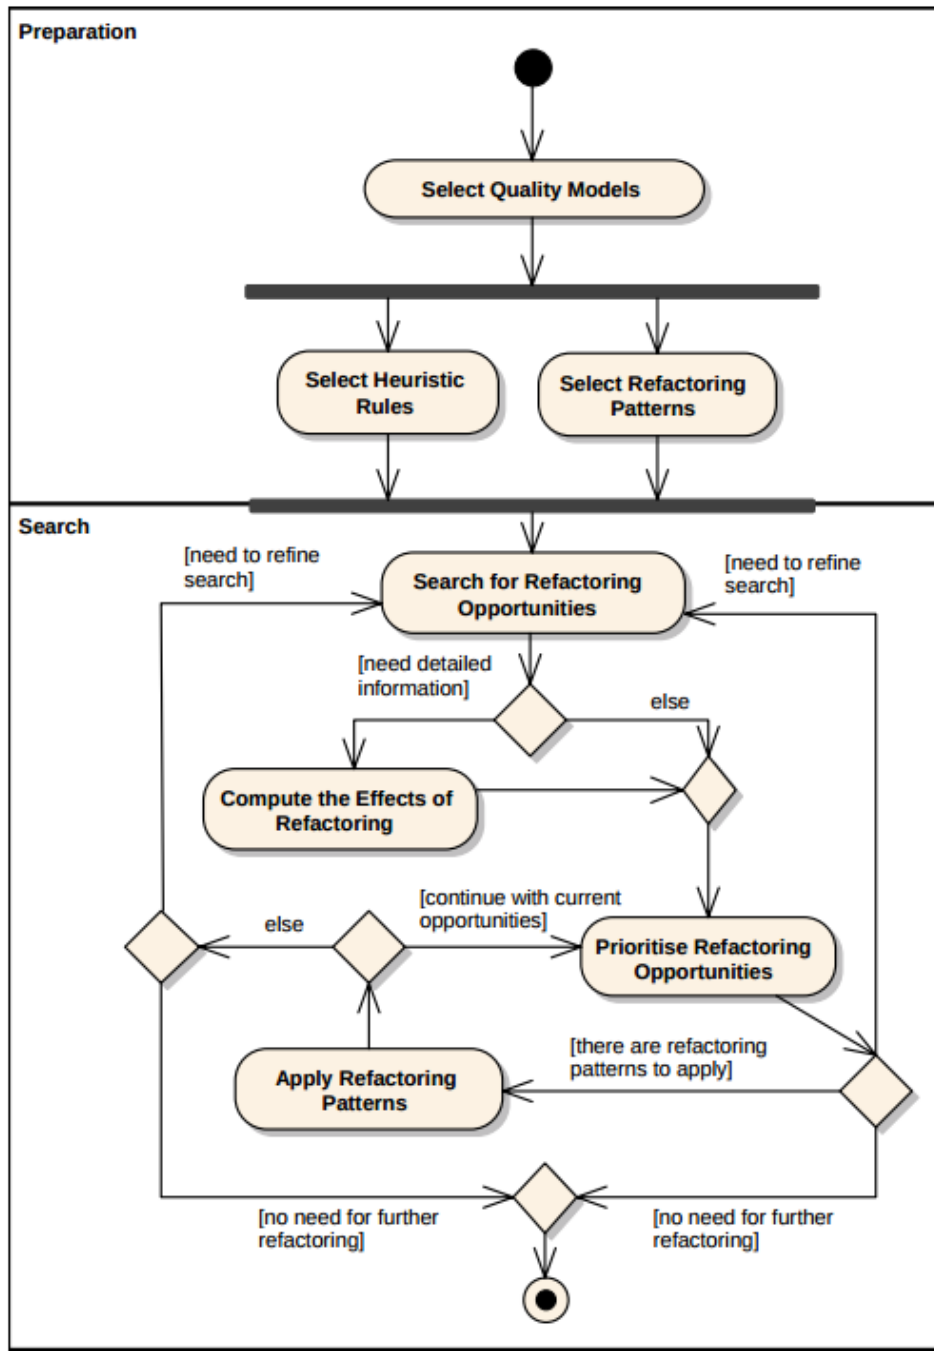 Preparation
Select Quality Models
Select Heuristic
Rules
Select Refactoring
Patterns
Search
[need to refine
search]
Search for Refactoring
Opportunities
[need to refine
search]
[need detailed
information]
else
Compute the Effects of
Refactoring
[continue with current
opportunities]
else
Prioritise Refactoring
Opportunities
[there are refactoring
patterns to apply]
Apply Refactoring
Patterns
[no need for further
refactoring]
[no need for further
refactoring]